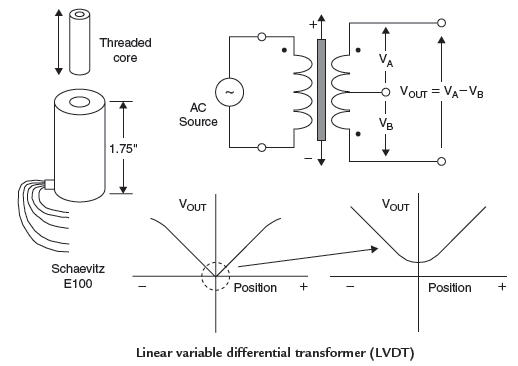 Threaded
core
1.75"
Schaevitz
E100
AC
Source
~
+
–
VA
VB
VOUT = VA–VB
VOUT
–
Position
+
VOUT
–
Position
+
Linear variable differential transformer (LVDT)